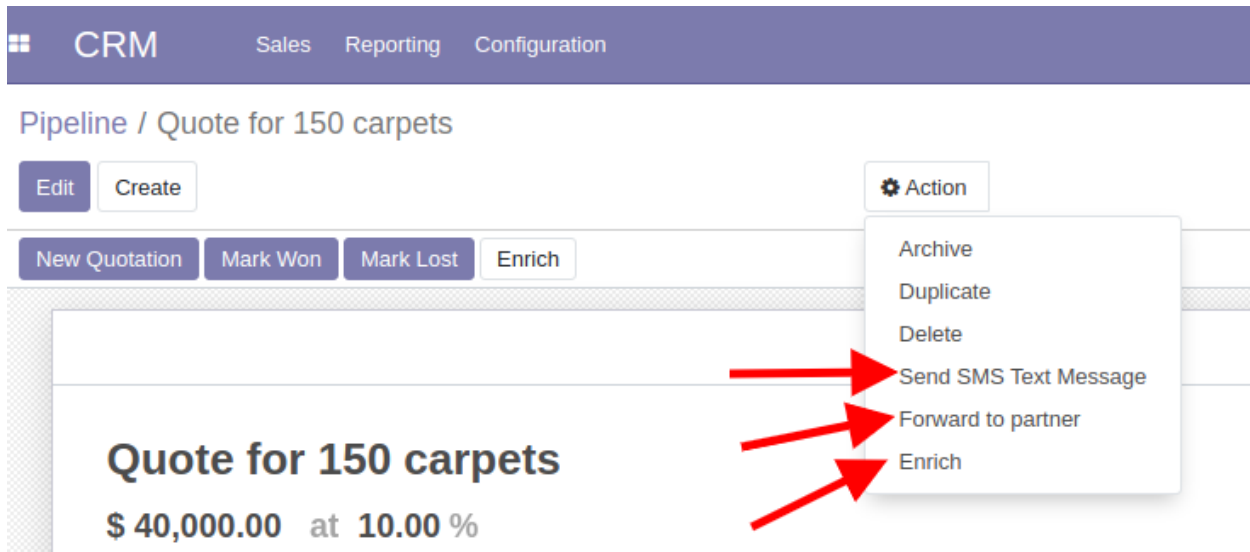 CRM Sales Reporting Configuration
Pipeline / Quote for 150 carpets
Edit Create Action
New Quotation Mark Won Mark Lost Enrich
Archive
Duplicate
Delete
Send SMS Text Message
Forward to partner
Enrich
Quote for 150 carpets
$ 40,000.00 at 10.00 %